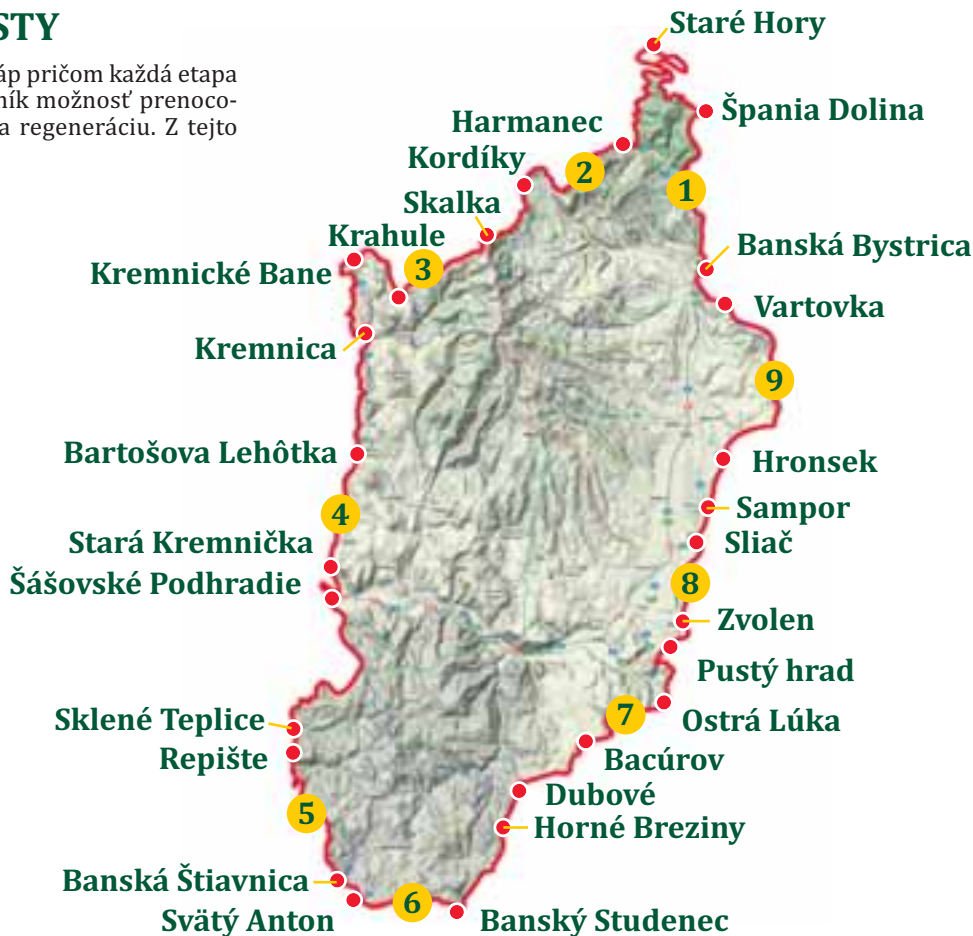 STY
áp pričom každá etapa
ník možnosť prenoco-
a regeneráciu. Z tejto
Staré Hory
Špania Dolina
Harmanec
Kordíky
2
1
Skalka
Krahule
Banská Bystrica
Kremnické Bane
3
Vartovka
Kremnica
9
Bartošova Lehôtka
Hronsek
4
Sampor
Stará Kremnička
Sliač
Šášovské Podhradie
8
Zvolen
Pustý hrad
Sklené Teplice
7
Ostrá Lúka
Repište
Bacúrov
Dubové
5
Horné Breziny
Banská Štiavnica
6
Svätý Anton
Banský Studenec